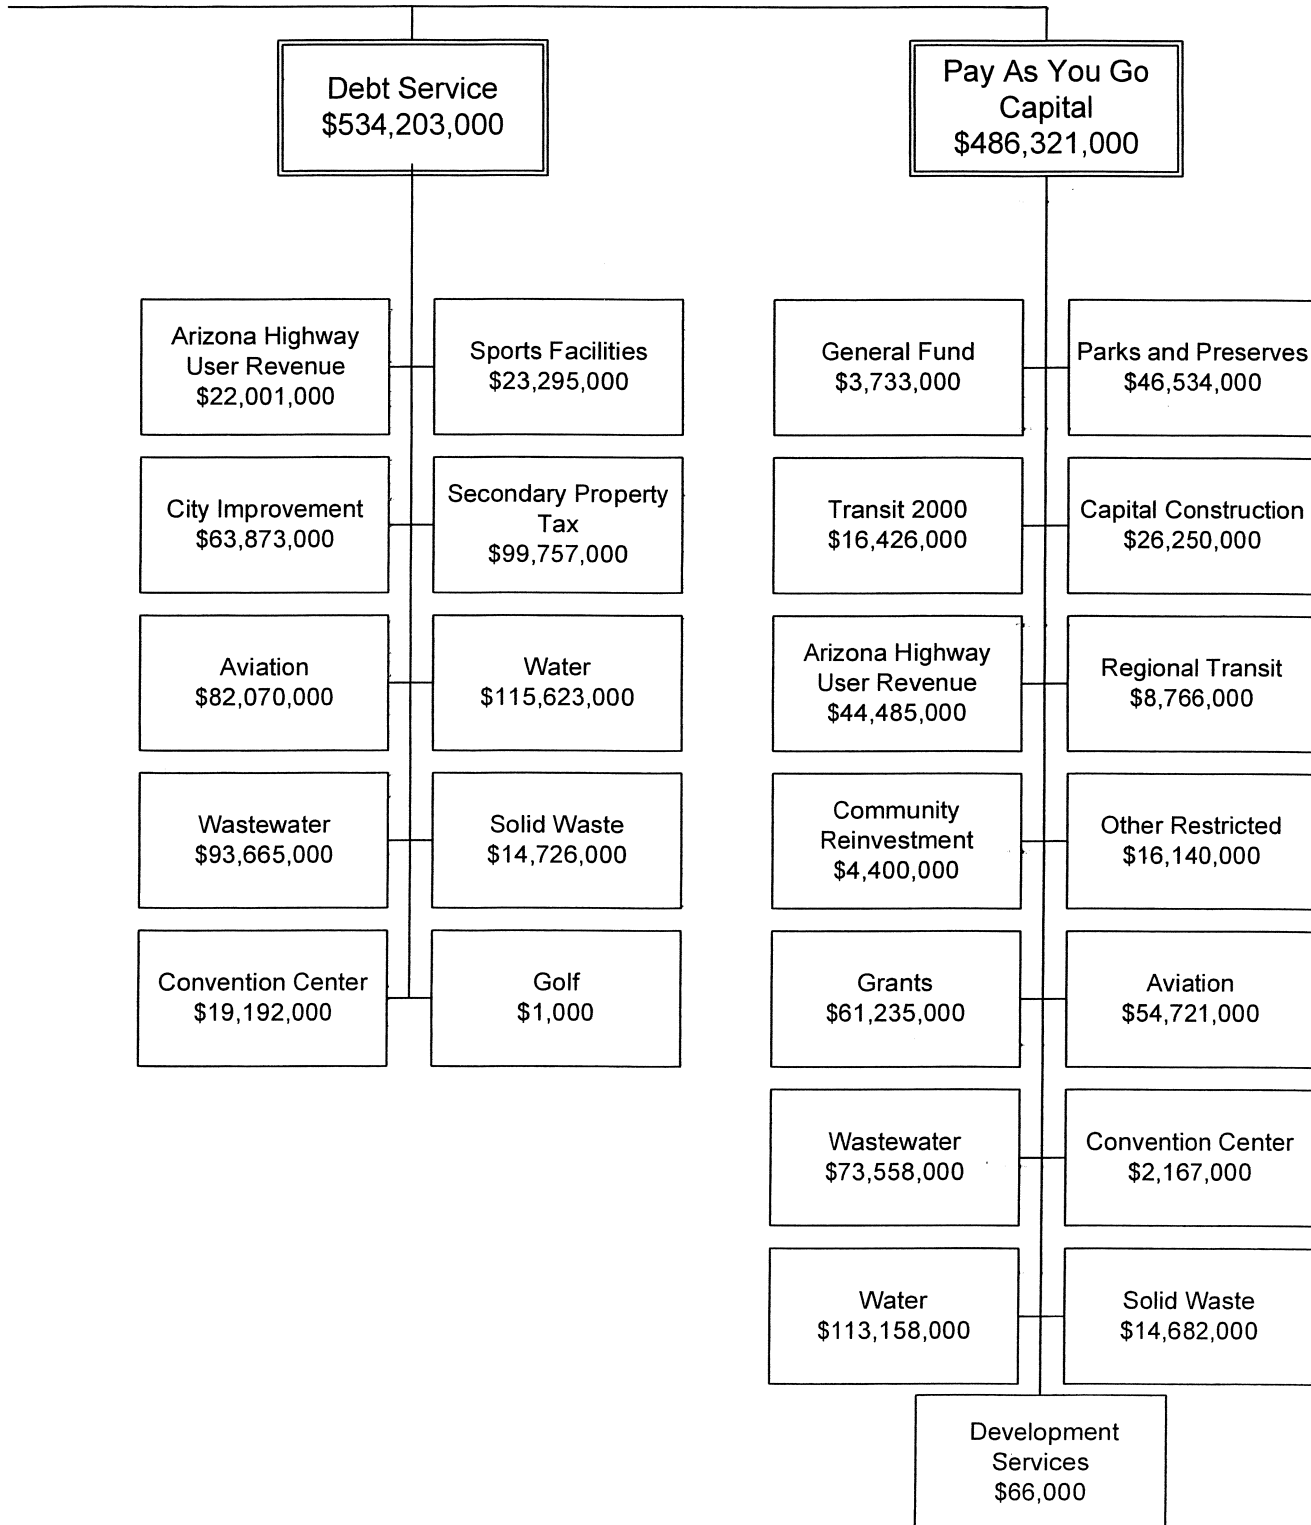 Debt Service
$534,203,000
Pay As You Go
Capital
$486,321,000
Arizona Highway
User Revenue
$22,001,000
Sports Facilities
$23,295,000
City Improvement
$63,873,000
Secondary Property
Tax
$99,757,000
Aviation
$82,070,000
Water
$115,623,000
Wastewater
$93,665,000
Solid Waste
$14,726,000
Convention Center
$19,192,000
Golf
$1,000
General Fund
$3,733,000
Parks and Preserves
$46,534,000
Transit 2000
$16,426,000
Capital Construction
$26,250,000
Arizona Highway
User Revenue
$44,485,000
Regional Transit
$8,766,000
Community
Reinvestment
$4,400,000
Other Restricted
$16,140,000
Grants
$61,235,000
Aviation
$54,721,000
Wastewater
$73,558,000
Convention Center
$2,167,000
Water
$113,158,000
Solid Waste
$14,682,000
Development
Services
$66,000